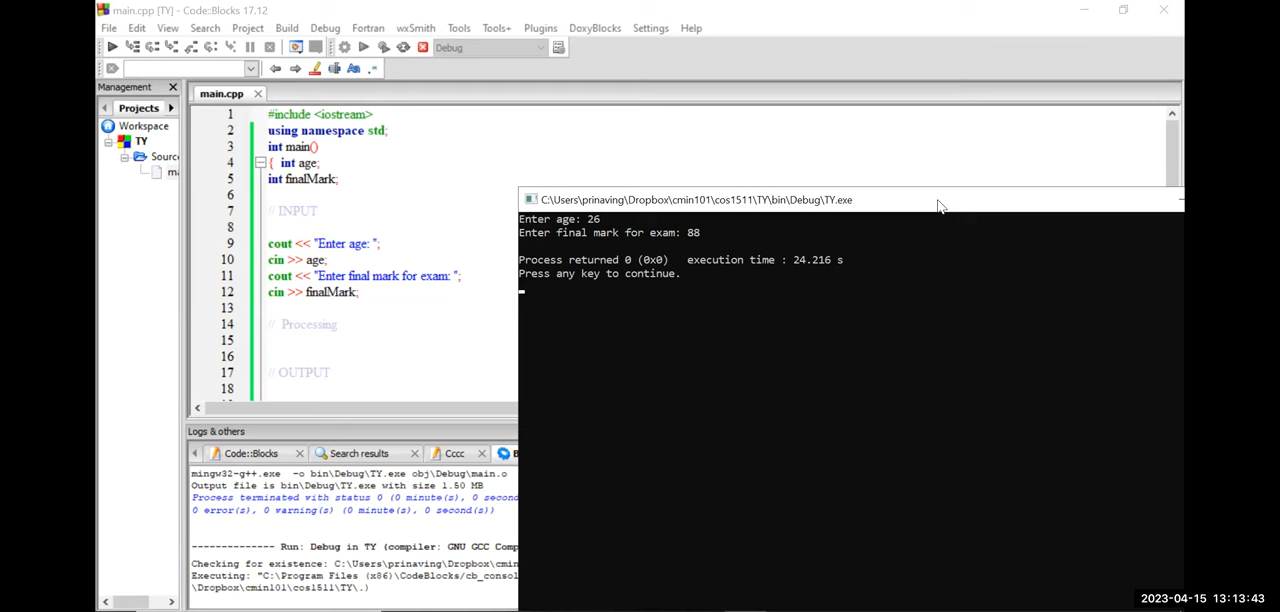 main.cpp [TY] - Code::Blocks 17.12
File Edit View Search Project Build Debug Fortran wxSmith Tools Tools+ Plugins DoxyBlocks Settings Help
Debug
Management
main.cpp
Projects
Workspace
TY
Sourc
ma
1 #include <iostream>
2 using namespace std;
3 int main()
4 { int age;
5 int finalMark;
6
7 // INPUT
8
9 cout << "Enter age: ";
10 cin >> age;
11 cout << "Enter final mark for exam: ";
12 cin >> finalMark;
13
14 // Processing
15
16
17 // OUTPUT
18
C:\Users\prinaving\Dropbox\cmin101\cos1511\TY\bin\Debug\TY.exe
Enter age: 26
Enter final mark for exam: 88
Process returned 0 (0x0) execution time : 24.216 s
Press any key to continue.
Logs & others
Code::Blocks Search results Cccc B
mingw32-g++.exe -o bin\Debug\TY.exe obj\Debug\main.o
Output file is bin\Debug\TY.exe with size 1.50 MB
Process terminated with status 0 (0 minute(s), 0 second
0 error(s), 0 warning(s) (0 minute(s), 0 second(s))
-------------- Run: Debug in TY (compiler: GNU GCC Comp
Checking for existence: C:\Users\prinaving\Dropbox\cmin
Executing: "C:\Program Files (x86)\CodeBlocks/cb_consol
\Dropbox\cmin101\cos1511\TY\.)
2023-04-15 13:13:43